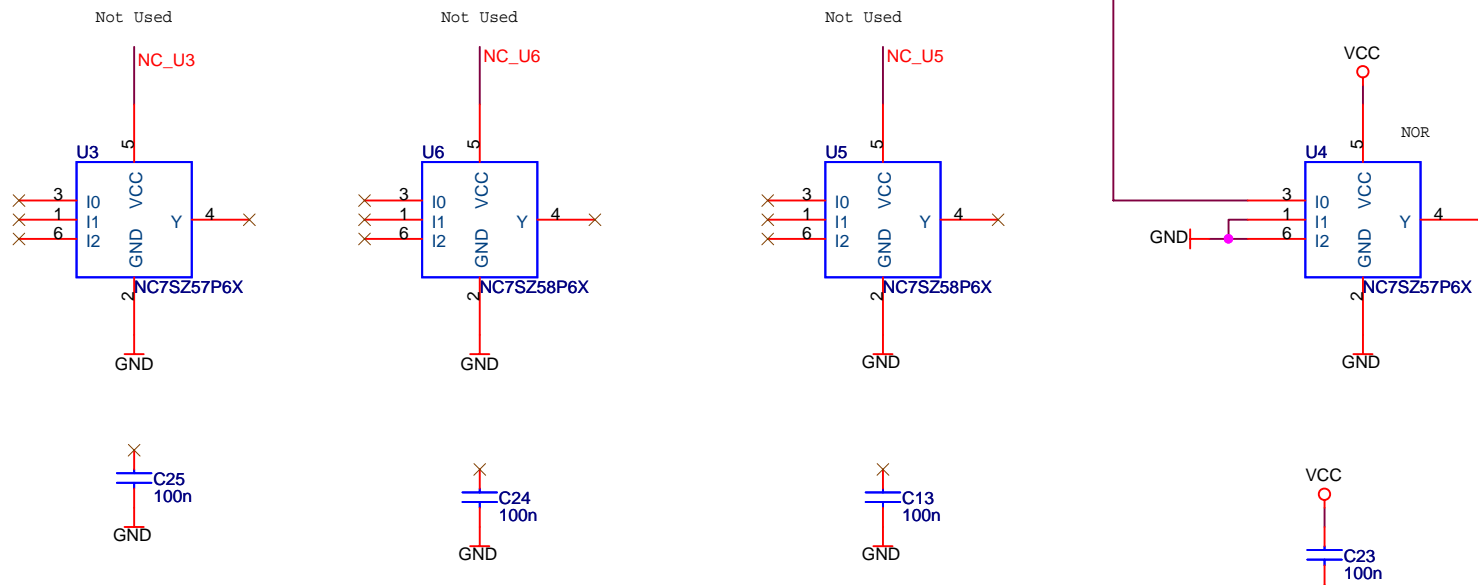 Not Used
Not Used
Not Used
NC_U3
NC_U6
NC_U5
VCC
NOR
5
5
5
5
U3
U6
U5
U4
3 I0 VCC
1 I1 Y 4
6 I2 GND
3 I0 VCC
1 I1 Y 4
6 I2 GND
3 I0 VCC
1 I1 Y 4
6 I2 GND
3 I0 VCC
1 I1 Y 4
GND 6 I2 GND
2 NC7SZ57P6X
2 NC7SZ58P6X
2 NC7SZ58P6X
2 NC7SZ57P6X
GND
GND
GND
GND
C25
100n
GND
C24
100n
GND
C13
100n
GND
VCC
C23
100n